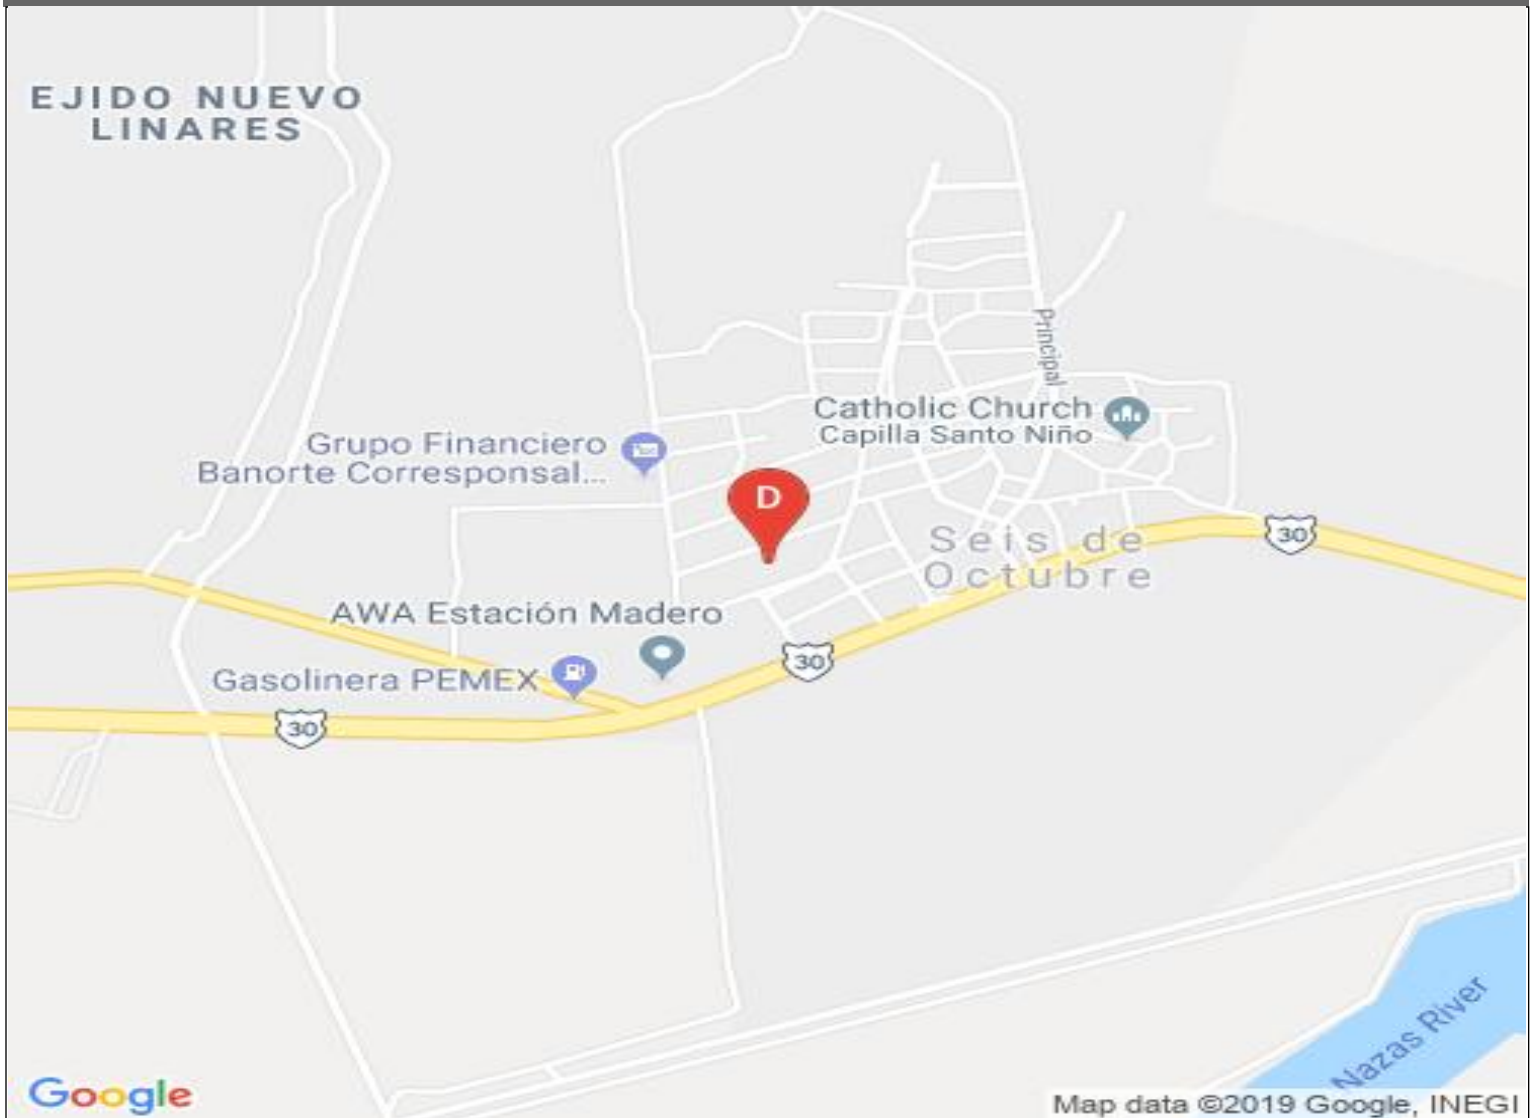 EJIDO NUEVO
LINARES
Principal
Catholic Church
Capilla Santo Niño
Grupo Financiero
Banorte Corresponsal...
D
Seis de
Octubre
30
AWA Estación Madero
30
Gasolinera PEMEX
30
Nazas River
Google
Map data ©2019 Google, INEGI